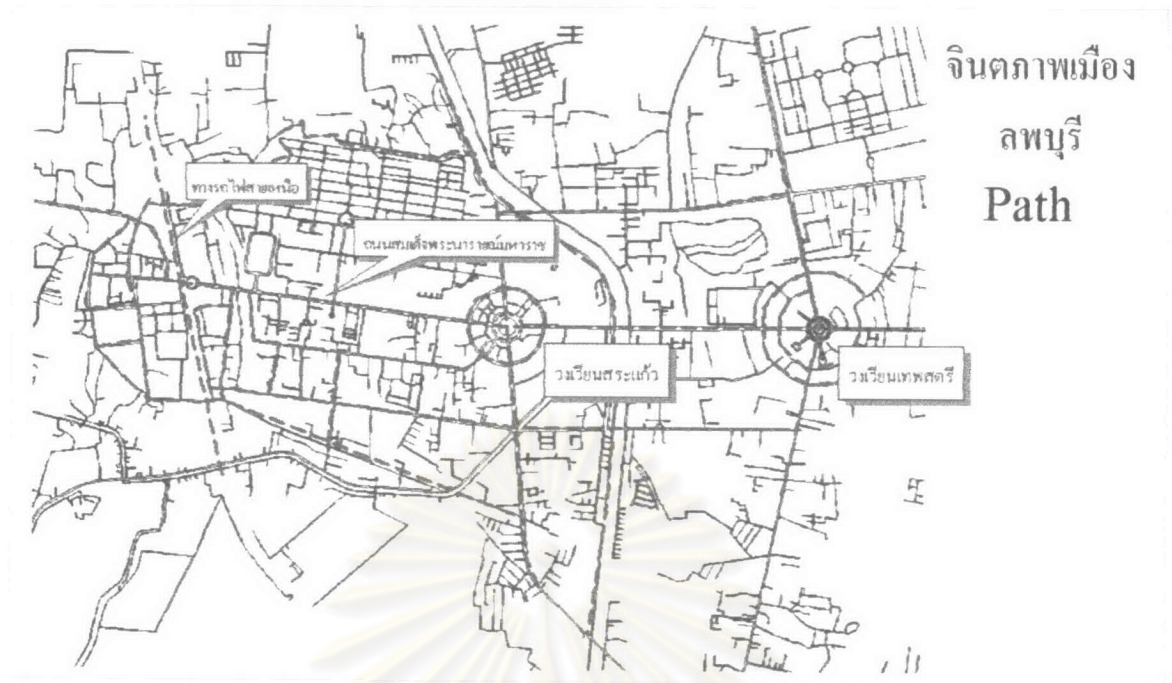 จินตภาพเมือง
ลพบุรี
Path
ทางรถไฟสายเหนือ
ถนนสมเด็จพระนารายณ์มหาราช
วงเวียนสระแก้ว
วงเวียนเทพสตรี